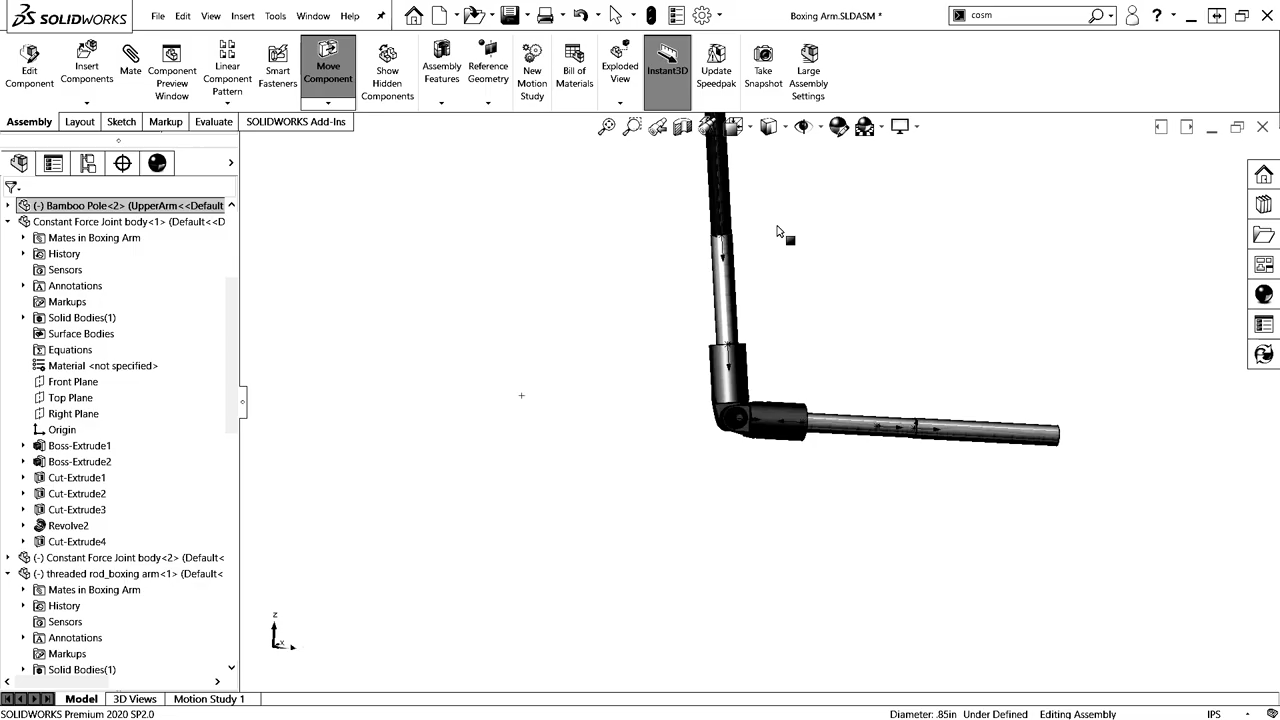 SOLIDWORKS File Edit View Insert Tools Window Help Boxing Arm.SLDASM * cosm ?
Edit Component Insert Components Mate Component Preview Window Linear Component Pattern Smart Fasteners Move Component Show Hidden Components Assembly Features Reference Geometry New Motion Study Bill of Materials Exploded View Instant3D Update Speedpak Take Snapshot Large Assembly Settings
Assembly Layout Sketch Markup Evaluate SOLIDWORKS Add-Ins
(-) Bamboo Pole<2> (UpperArm<<Default
Constant Force Joint body<1> (Default<<D
Mates in Boxing Arm
History
Sensors
Annotations
Markups
Solid Bodies(1)
Surface Bodies
Equations
Material <not specified>
Front Plane
Top Plane
Right Plane
Origin
Boss-Extrude1
Boss-Extrude2
Cut-Extrude1
Cut-Extrude2
Cut-Extrude3
Revolve2
Cut-Extrude4
(-) Constant Force Joint body<2> (Default<
(-) threaded rod_boxing arm<1> (Default<
Mates in Boxing Arm
History
Sensors
Annotations
Markups
Solid Bodies(1)
z
x
Model 3D Views Motion Study 1
SOLIDWORKS Premium 2020 SP2.0 Diameter: .85in Under Defined Editing Assembly IPS